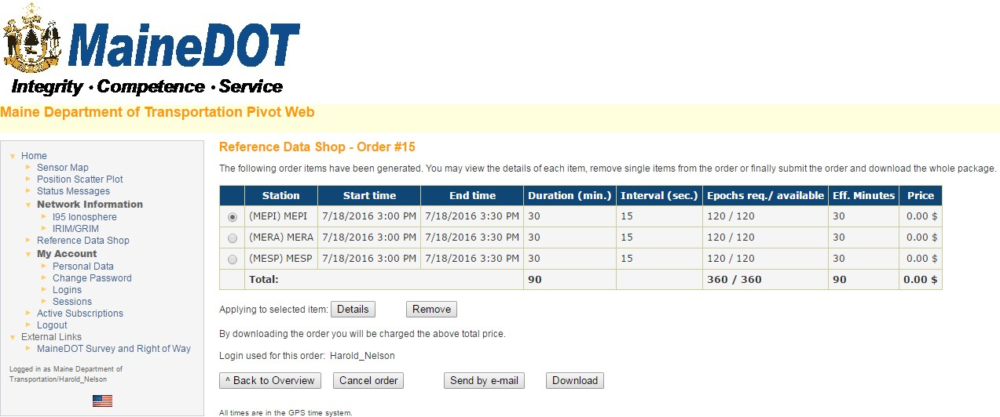 MaineDOT
Integrity · Competence · Service
Maine Department of Transportation Pivot Web
Home
Sensor Map
Position Scatter Plot
Status Messages
Network Information
I95 Ionosphere
IRIM/GRIM
Reference Data Shop
My Account
Personal Data
Change Password
Logins
Sessions
Active Subscriptions
Logout
External Links
MaineDOT Survey and Right of Way
Logged in as Maine Department of
Transportation/Harold_Nelson
Reference Data Shop - Order #15
The following order items have been generated. You may view the details of each item, remove single items from the order or finally submit the order and download the whole package.
Station Start time End time Duration (min.) Interval (sec.) Epochs req./ available Eff. Minutes Price
(MEPI) MEPI 7/18/2016 3:00 PM 7/18/2016 3:30 PM 30 15 120 / 120 30 0.00 $
(MERA) MERA 7/18/2016 3:00 PM 7/18/2016 3:30 PM 30 15 120 / 120 30 0.00 $
(MESP) MESP 7/18/2016 3:00 PM 7/18/2016 3:30 PM 30 15 120 / 120 30 0.00 $
Total: 90 360 / 360 90 0.00 $
Applying to selected item: Details Remove
By downloading the order you will be charged the above total price.
Login used for this order: Harold_Nelson
^ Back to Overview Cancel order Send by e-mail Download
All times are in the GPS time system.